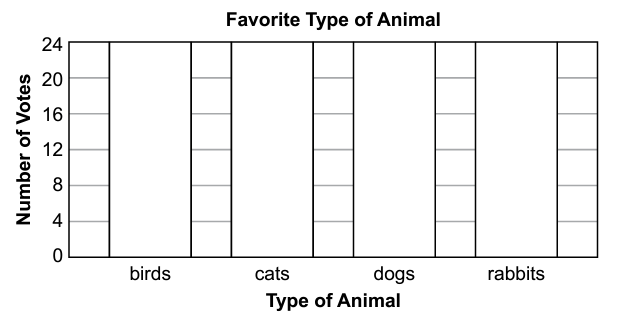 Favorite Type of Animal
Number of Votes
24
20
16
12
8
4
0
birds cats dogs rabbits
Type of Animal